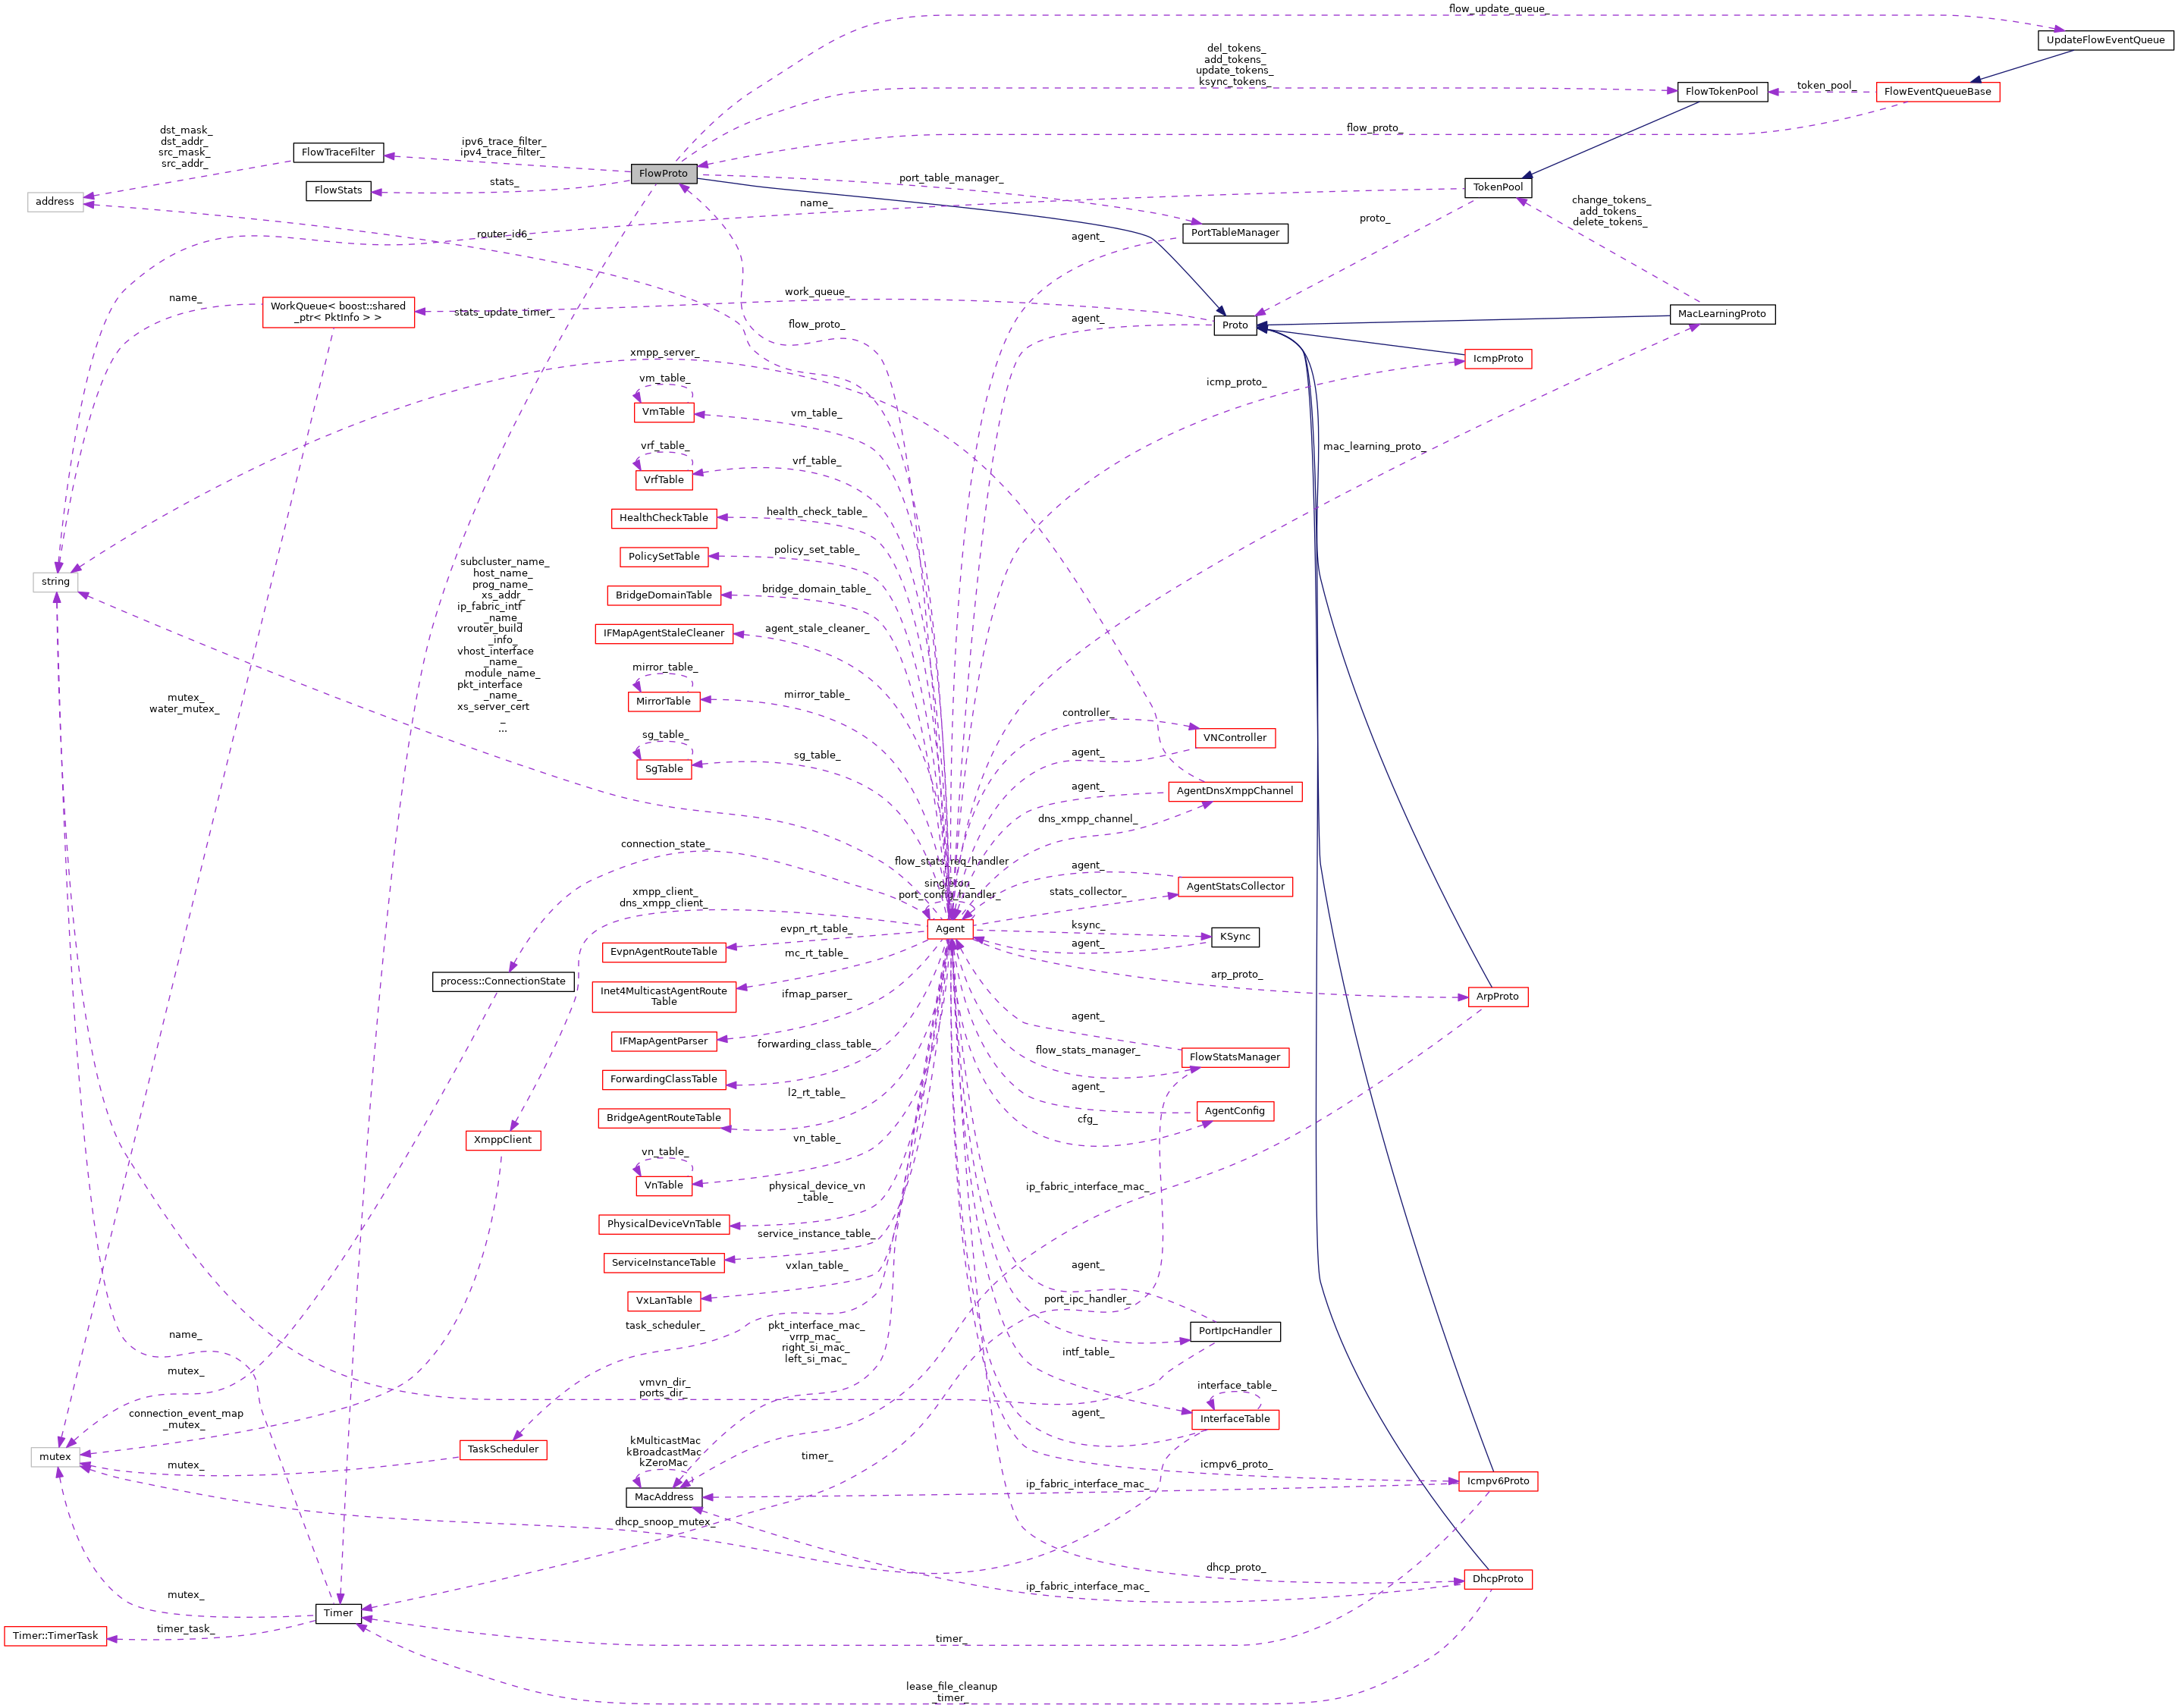 flow_update_queue_
UpdateFlowEventQueue
del_tokens_
add_tokens_
update_tokens_
ksync_tokens_
FlowTokenPool
token_pool_
FlowEventQueueBase
flow_proto_
dst_mask_
dst_addr_
src_mask_
src_addr_
FlowTraceFilter
ipv6_trace_filter_
ipv4_trace_filter_
FlowProto
FlowStats
stats_
port_table_manager_
TokenPool
address
name_
change_tokens_
add_tokens_
delete_tokens_
proto_
router_id6_
agent_
PortTableManager
name_
WorkQueue< boost::shared
_ptr< PktInfo > >
stats_update_timer_
work_queue_
flow_proto_
agent_
Proto
MacLearningProto
xmpp_server_
IcmpProto
vm_table_
VmTable
vm_table_
icmp_proto_
vrf_table_
VrfTable
vrf_table_
mac_learning_proto_
HealthCheckTable
health_check_table_
PolicySetTable
policy_set_table_
string
subcluster_name_
host_name_
prog_name_
xs_addr_
ip_fabric_intf
_name_
vrouter_build
_info_
vhost_interface
_name_
module_name_
pkt_interface
_name_
xs_server_cert
_
...
BridgeDomainTable
bridge_domain_table_
IFMapAgentStaleCleaner
agent_stale_cleaner_
mirror_table_
MirrorTable
mirror_table_
mutex_
water_mutex_
sg_table_
SgTable
sg_table_
controller_
VNController
agent_
agent_
AgentDnsXmppChannel
dns_xmpp_channel_
connection_state_
flow_stats_req_handler
_
singleton_
port_config_handler_
agent_
AgentStatsCollector
stats_collector_
xmpp_client_
dns_xmpp_client_
Agent
ksync_
KSync
agent_
evpn_rt_table_
EvpnAgentRouteTable
mc_rt_table_
process::ConnectionState
Inet4MulticastAgentRoute
Table
ifmap_parser_
arp_proto_
ArpProto
agent_
IFMapAgentParser
forwarding_class_table_
flow_stats_manager_
FlowStatsManager
ForwardingClassTable
l2_rt_table_
agent_
BridgeAgentRouteTable
AgentConfig
cfg_
XmppClient
vn_table_
vn_table_
VnTable
physical_device_vn
_table_
ip_fabric_interface_mac_
PhysicalDeviceVnTable
service_instance_table_
ServiceInstanceTable
vxlan_table_
agent_
VxLanTable
port_ipc_handler_
task_scheduler_
pkt_interface_mac_
vrrp_mac_
right_si_mac_
left_si_mac_
PortIpcHandler
name_
intf_table_
mutex_
vmvn_dir_
ports_dir_
interface_table_
InterfaceTable
connection_event_map
_mutex_
agent_
TaskScheduler
kMulticastMac
kBroadcastMac
kZeroMac
timer_
mutex
mutex_
icmpv6_proto_
Icmpv6Proto
MacAddress
ip_fabric_interface_mac_
dhcp_snoop_mutex_
dhcp_proto_
DhcpProto
ip_fabric_interface_mac_
mutex_
Timer
timer_task_
Timer::TimerTask
timer_
lease_file_cleanup
_timer_